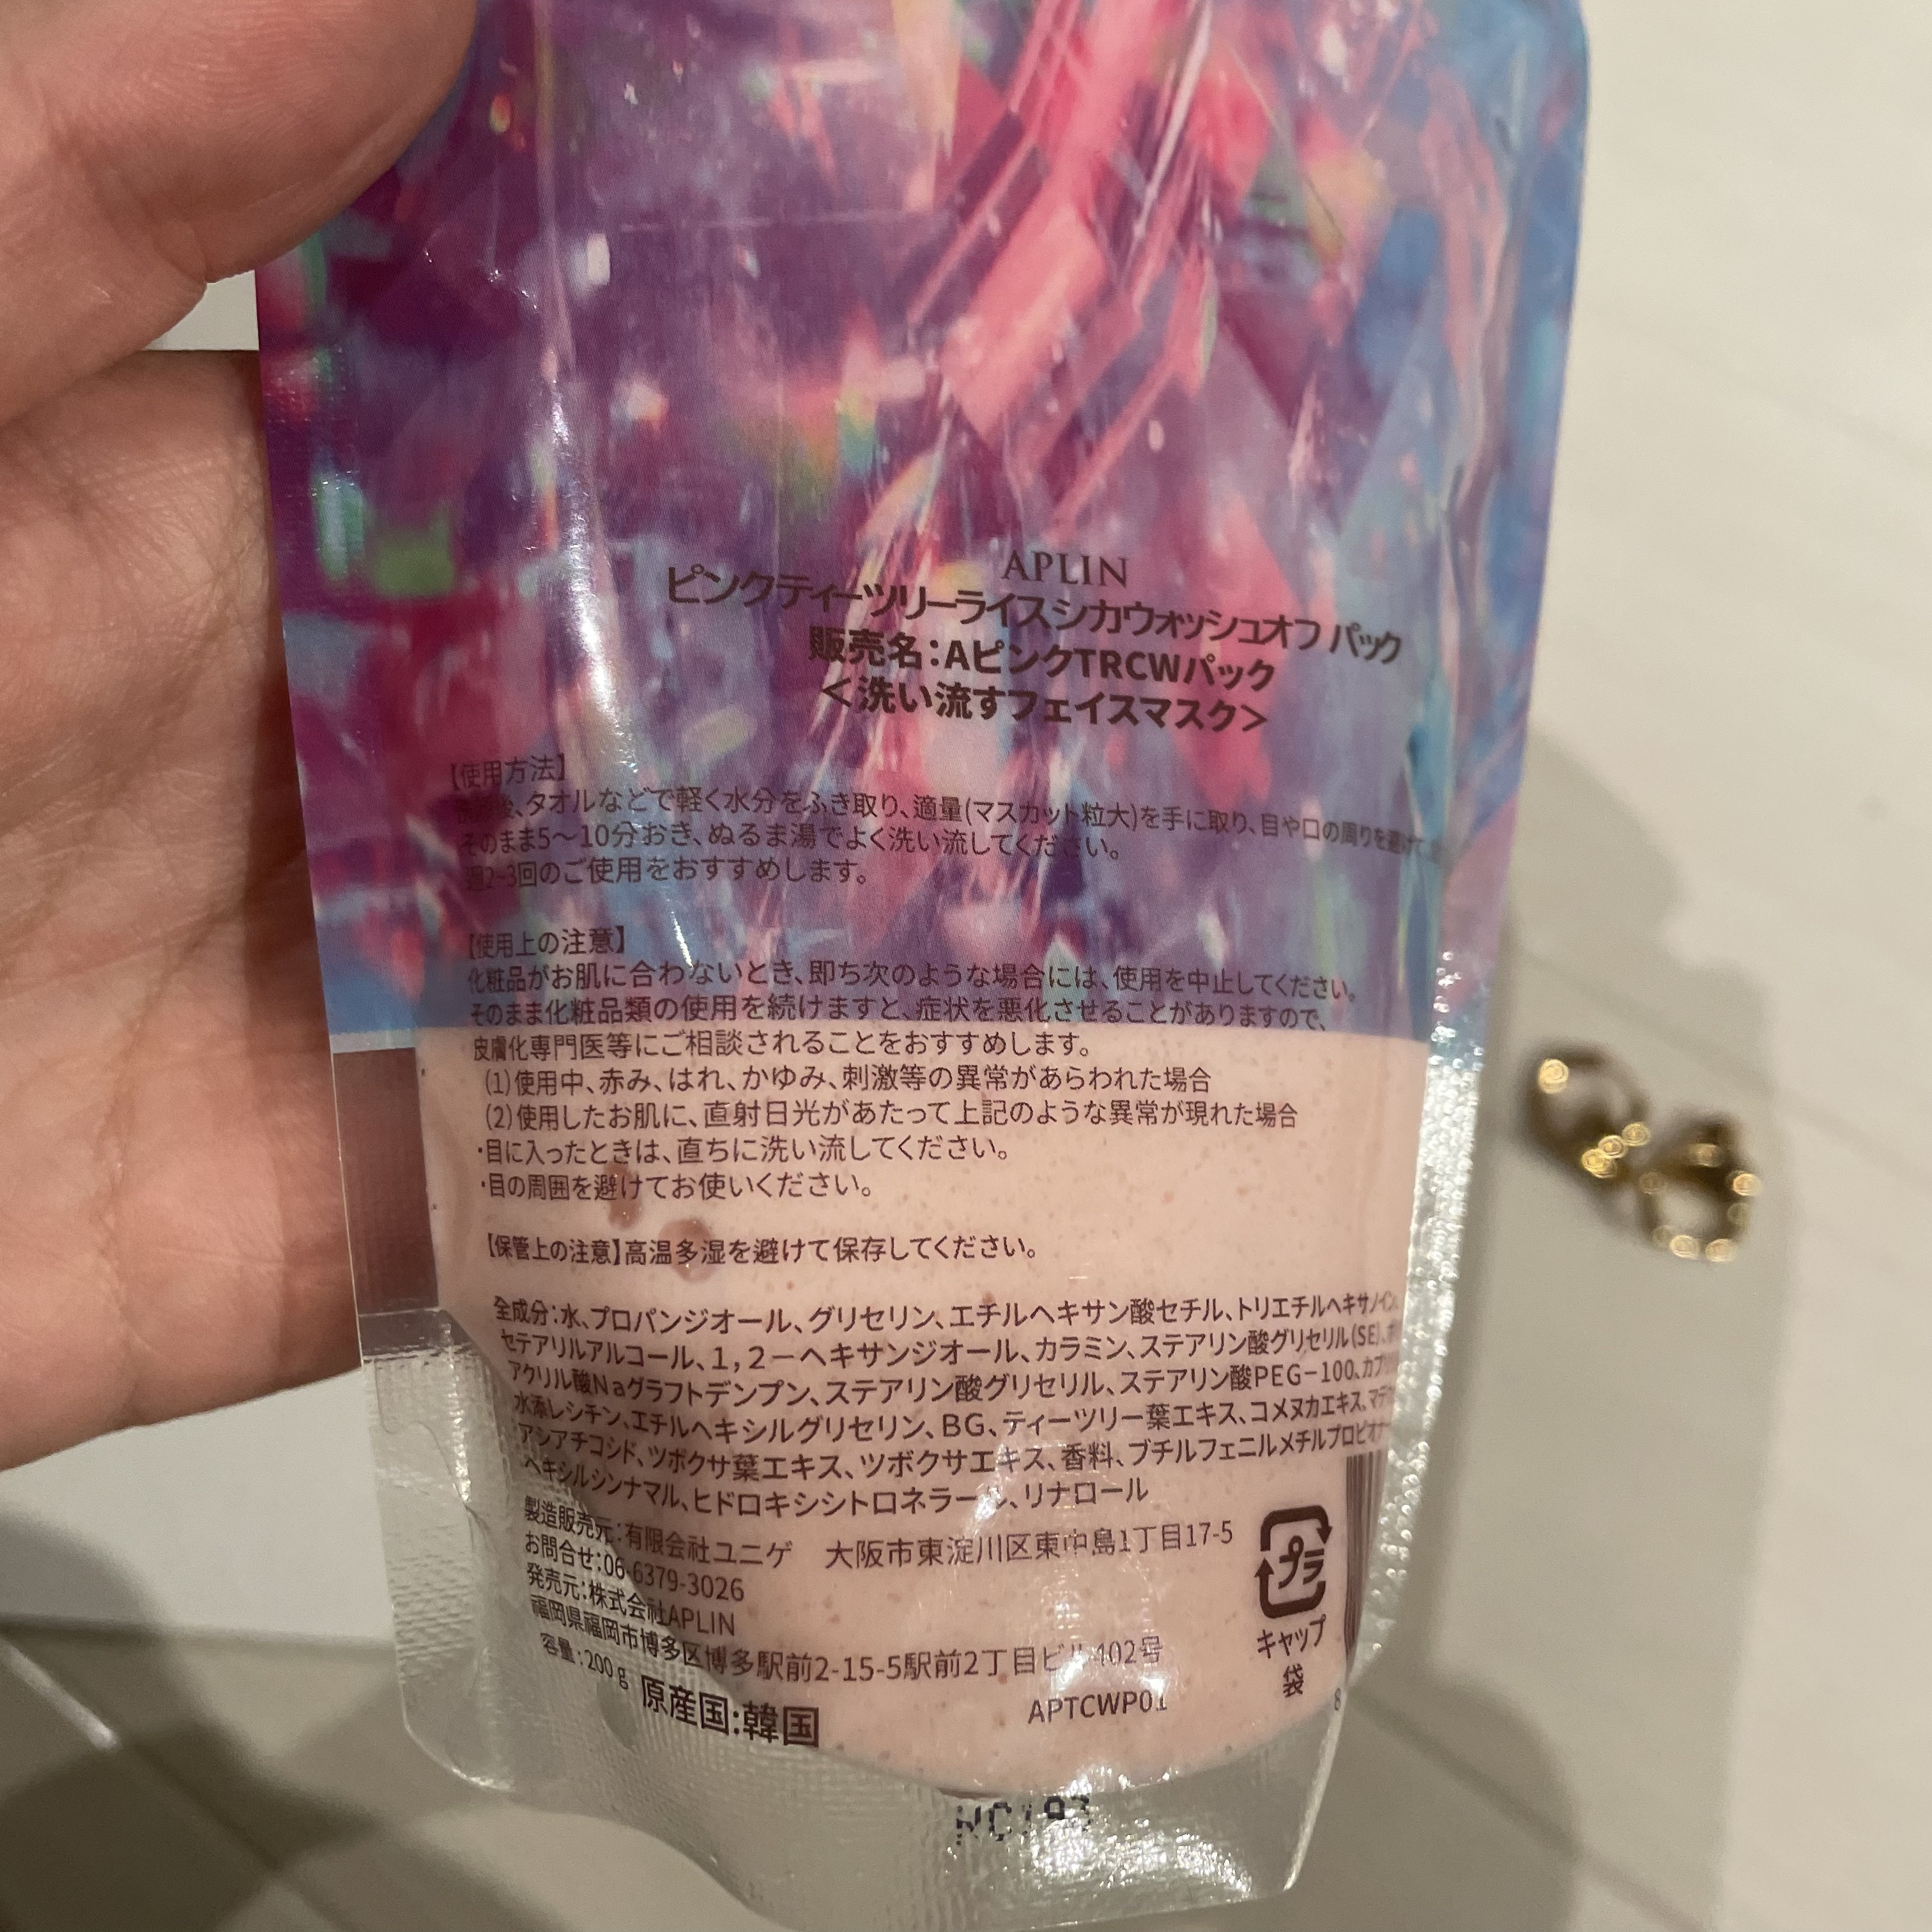 APLIN
ピンクティーツリーライスシカウォッシュオフ パック
販売名:AピンクTRCWパック
<洗い流すフェイスマスク>
【使用方法】
後、タオルなどで軽く水分をふき取り、適量(マスカット粒大)を手に取り、目や口の周りを避けて
そのまま5〜10分おき、ぬるま湯でよく洗い流してください。
週2-3回のご使用をおすすめします。
【使用上の注意】
化粧品がお肌に合わないとき、即ち次のような場合には、使用を中止してください。
そのまま化粧品類の使用を続けますと、症状を悪化させることがありますので、
皮膚化専門医等にご相談されることをおすすめします。
(1)使用中、赤み、はれ、かゆみ、刺激等の異常があらわれた場合
(2)使用したお肌に、直射日光があたって上記のような異常が現れた場合
・目に入ったときは、直ちに洗い流してください。
・目の周囲を避けてお使いください。
【保管上の注意】高温多湿を避けて保存してください。
全成分:水、プロパンジオール、グリセリン、エチルヘキサン酸セチル、トリエチルヘキサノイン、
セテアリルアルコール、1,2-ヘキサンジオール、カラミン、ステアリン酸グリセリル(SE)、
アクリル酸Naグラフトデンプン、ステアリン酸グリセリル、ステアリン酸PEG-100、
水添レシチン、エチルヘキシルグリセリン、BG、ティーツリー葉エキス、コメヌカエキス、
アシアチコシド、ツボクサ葉エキス、ツボクサエキス、香料、ブチルフェニルメチルプロピオナ
ヘキシルシンナマル、ヒドロキシシトロネラール、リナロール
製造販売元:有限会社ユニゲ 大阪市東淀川区東中島1丁目17-5
お問合せ:06-6379-3026
発売元:株式会社APLIN
福岡県福岡市博多区博多駅前2-15-5駅前2丁目ビル402号
容量:200g 原産国:韓国
APTCWP01
プラ
キャップ
袋
8